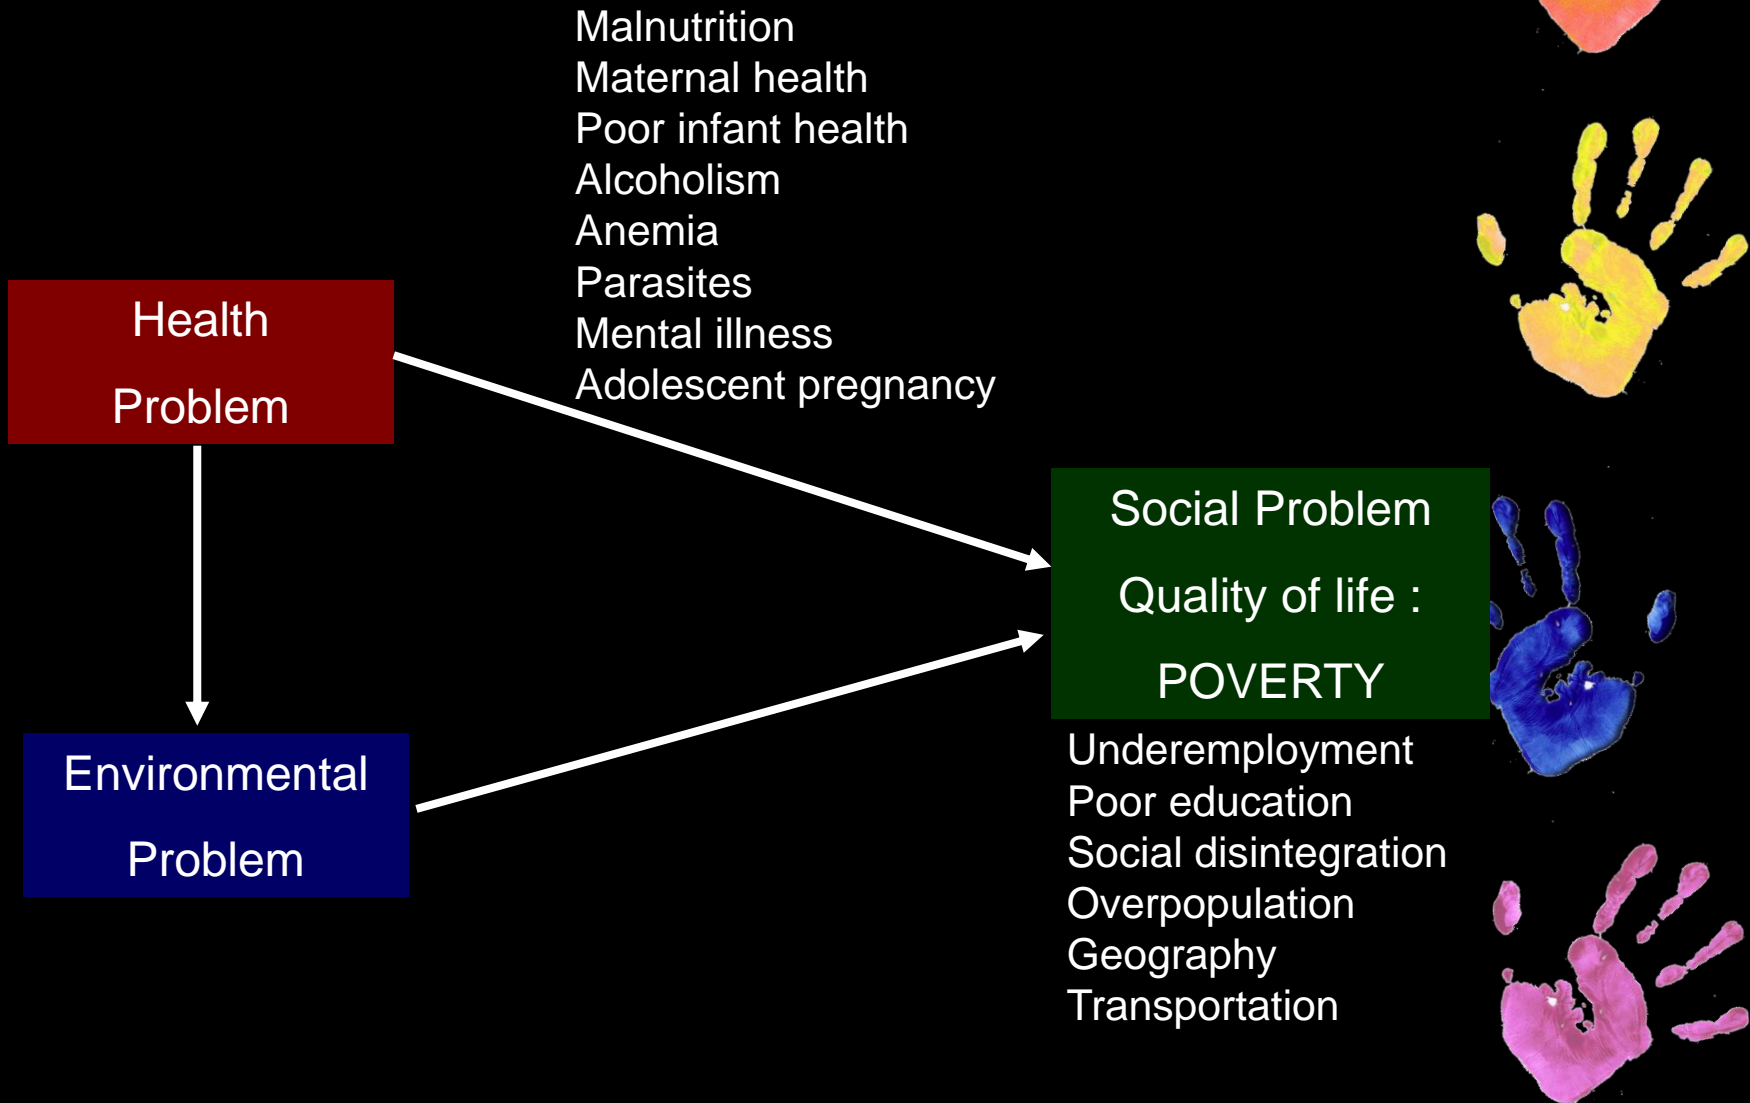 Malnutrition
Maternal health
Poor infant health
Alcoholism
Anemia
Parasites
Mental illness
Adolescent pregnancy
Health
Problem
Social Problem
Quality of life :
POVERTY
Environmental
Problem
Underemployment
Poor education
Social disintegration
Overpopulation
Geography
Transportation